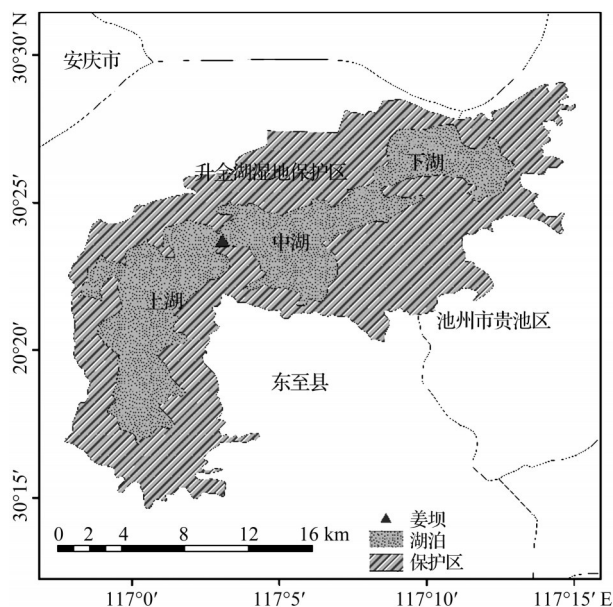 30°30′ N
安庆市
下湖
升金湖湿地保护区
30°25′
中湖
上湖
池州市贵池区
20°20′
东至县
30°15′
姜坝
0 2 4 8 12 16 km
湖泊
保护区
117°0′ 117°5′ 117°10′ 117°15′ E